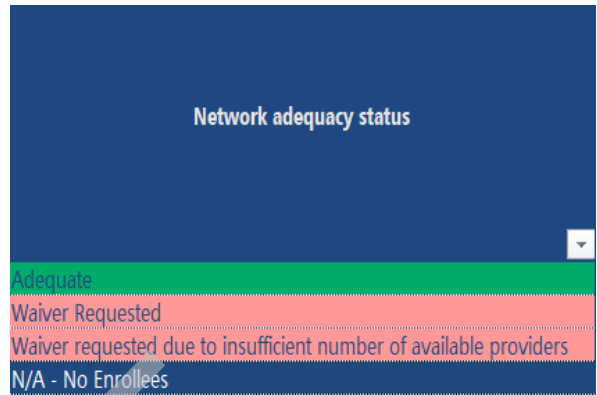 Network adequacy status
Adequate
Waiver Requested
Waiver requested due to insufficient number of available providers
N/A - No Enrollees